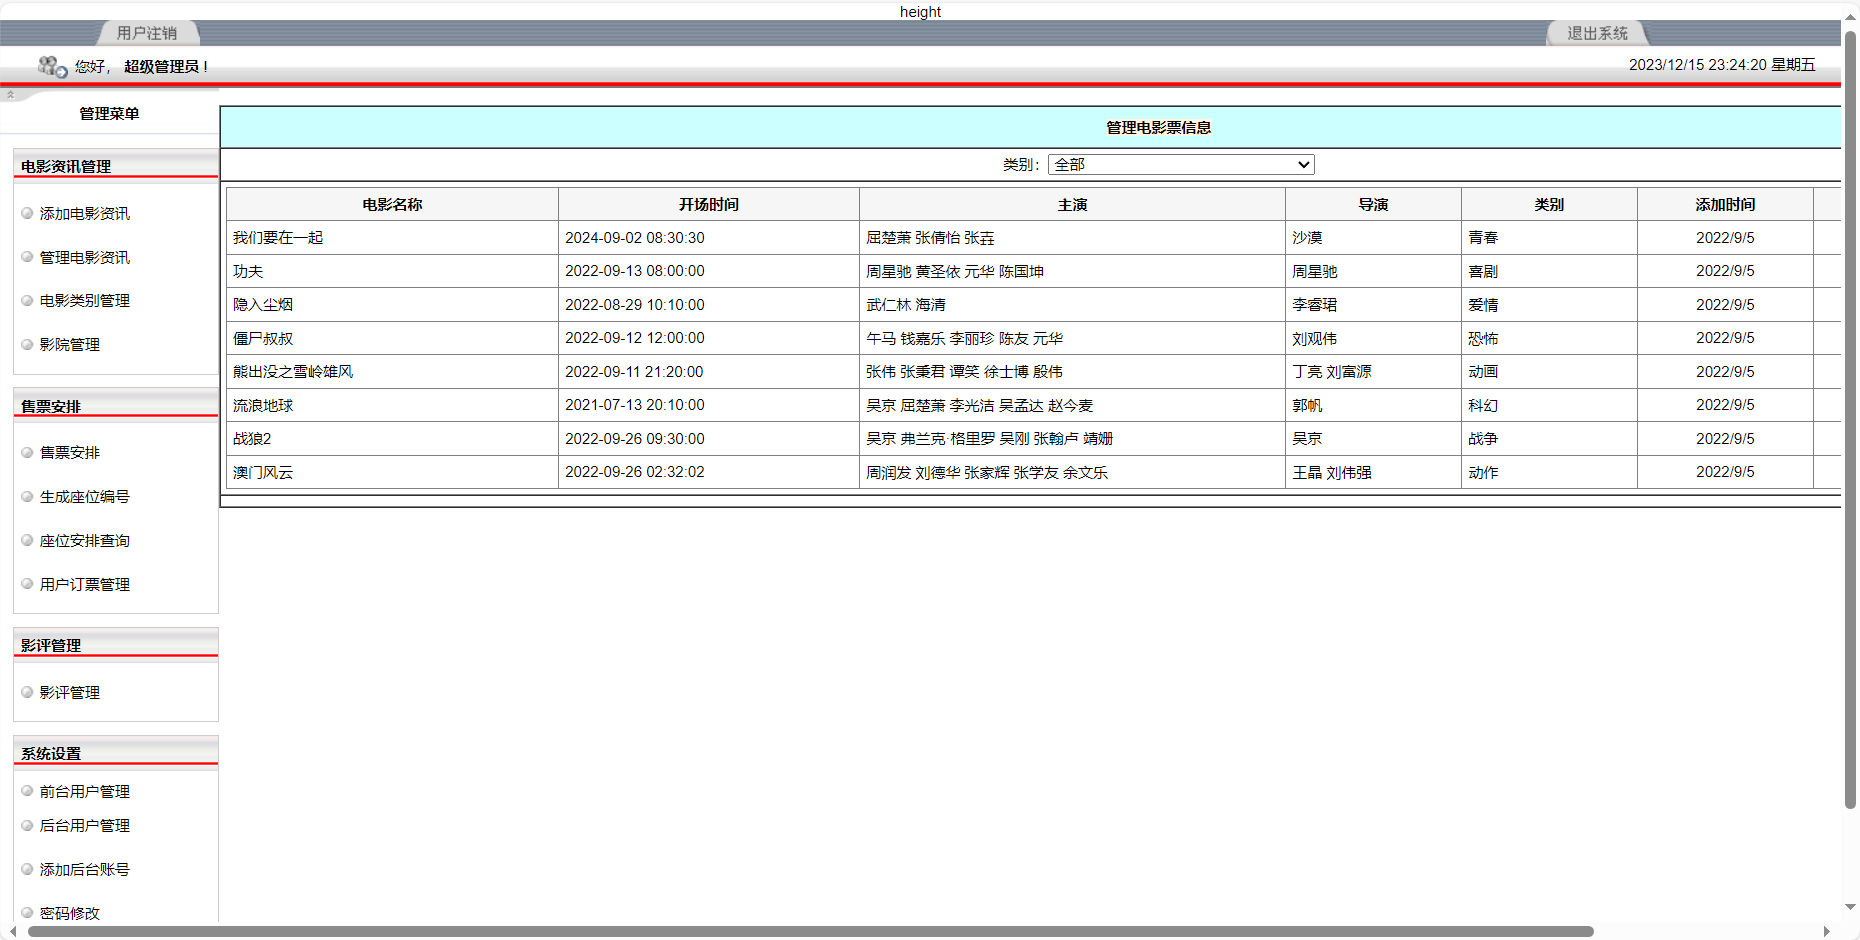 height
用户注销 退出系统
您好， 超级管理员！ 2023/12/15 23:24:20 星期五
管理菜单
电影资讯管理
添加电影资讯
管理电影资讯
电影类别管理
影院管理
售票安排
售票安排
生成座位编号
座位安排查询
用户订票管理
影评管理
影评管理
系统设置
前台用户管理
后台用户管理
添加后台账号
密码修改
管理电影票信息
类别： 全部
电影名称 开场时间 主演 导演 类别 添加时间
我们要在一起 2024-09-02 08:30:30 屈楚萧 张倩怡 张壵 沙漠 青春 2022/9/5
功夫 2022-09-13 08:00:00 周星驰 黄圣依 元华 陈国坤 周星驰 喜剧 2022/9/5
隐入尘烟 2022-08-29 10:10:00 武仁林 海清 李睿珺 爱情 2022/9/5
僵尸叔叔 2022-09-12 12:00:00 午马 钱嘉乐 李丽珍 陈友 元华 刘观伟 恐怖 2022/9/5
熊出没之雪岭雄风 2022-09-11 21:20:00 张伟 张秉君 谭笑 徐士博 殷伟 丁亮 刘富源 动画 2022/9/5
流浪地球 2021-07-13 20:10:00 吴京 屈楚萧 李光洁 吴孟达 赵今麦 郭帆 科幻 2022/9/5
战狼2 2022-09-26 09:30:00 吴京 弗兰克·格里罗 吴刚 张翰卢 靖姗 吴京 战争 2022/9/5
澳门风云 2022-09-26 02:32:02 周润发 刘德华 张家辉 张学友 余文乐 王晶 刘伟强 动作 2022/9/5